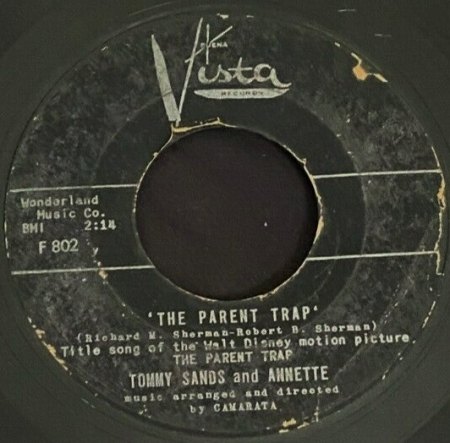 BUENA
Vista
RECORDS
Wonderland
Music Co.
BMI 2:14
F 802
'THE PARENT TRAP'
(Richard M. Sherman-Robert B. Sherman)
Title song of the Walt Disney motion picture
THE PARENT TRAP
TOMMY SANDS and ANNETTE
music arranged and directed
by CAMARATA